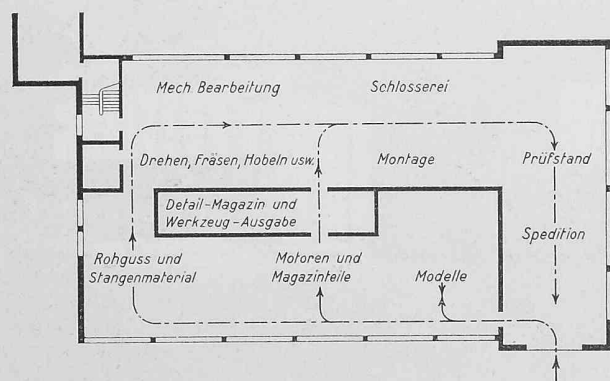 Mech. Bearbeitung
Schlosserei
Drehen, Fräsen, Hobeln usw.
Montage
Prüfstand
Detail-Magazin und
Werkzeug-Ausgabe
Spedition
Rohguss und
Stangenmaterial
Motoren und
Magazinteile
Modelle